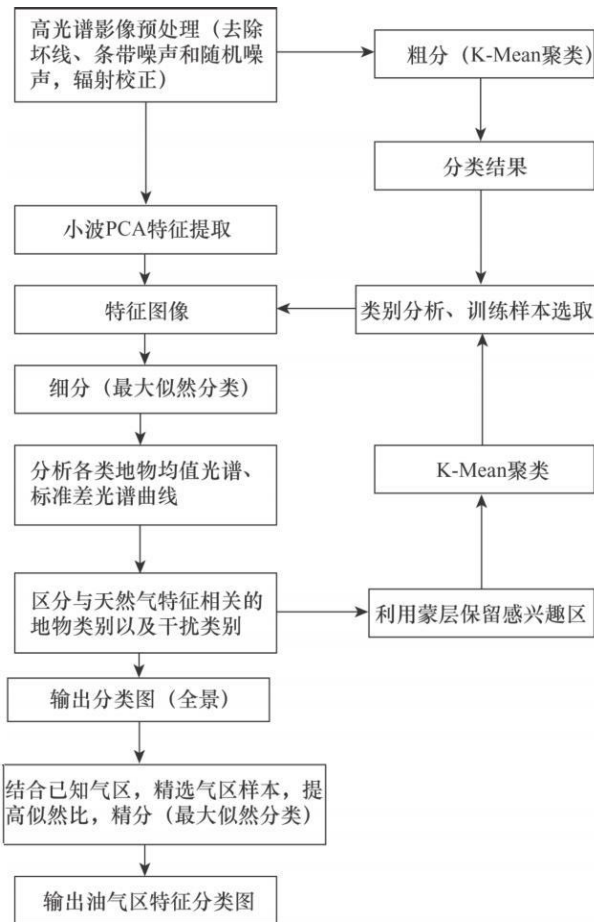 高光谱影像预处理（去除
坏线、条带噪声和随机噪
声，辐射校正）
粗分（K-Mean聚类）
分类结果
小波PCA特征提取
特征图像
类别分析、训练样本选取
细分（最大似然分类）
分析各类地物均值光谱、
标准差光谱曲线
K-Mean聚类
区分与天然气特征相关的
地物类别以及干扰类别
利用蒙层保留感兴趣区
输出分类图（全景）
结合已知气区，精选气区样本，提
高似然比，精分（最大似然分类）
输出油气区特征分类图